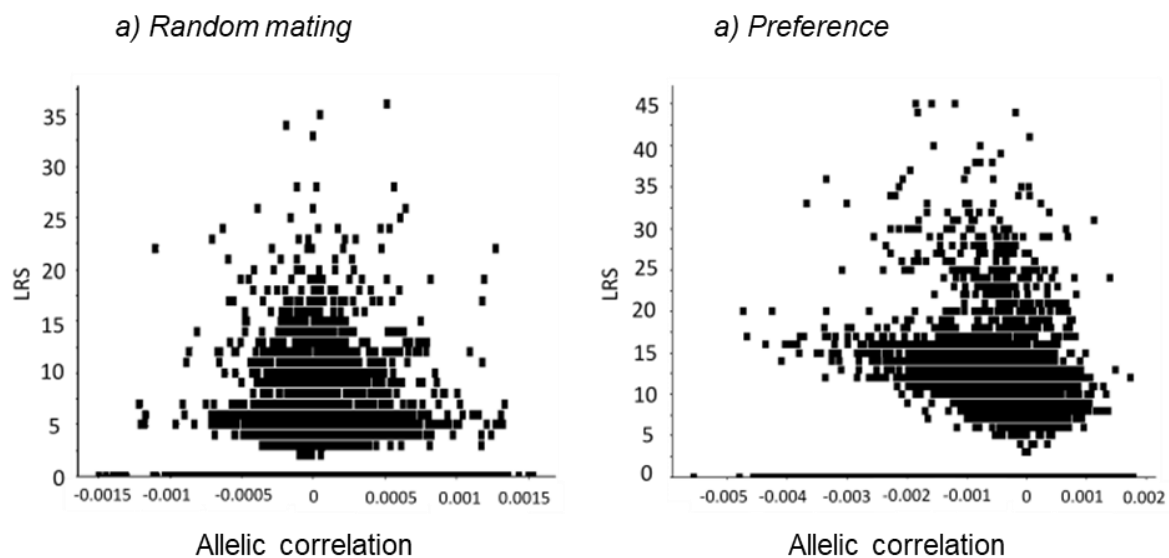 a) Random mating
35
30
25
20
15
10
5
0
LRS
-0.0015 -0.001 -0.0005 0 0.0005 0.001 0.0015
Allelic correlation
a) Preference
45
40
35
30
25
20
15
10
5
0
LRS
-0.005 -0.004 -0.003 -0.002 -0.001 0 0.001 0.002
Allelic correlation